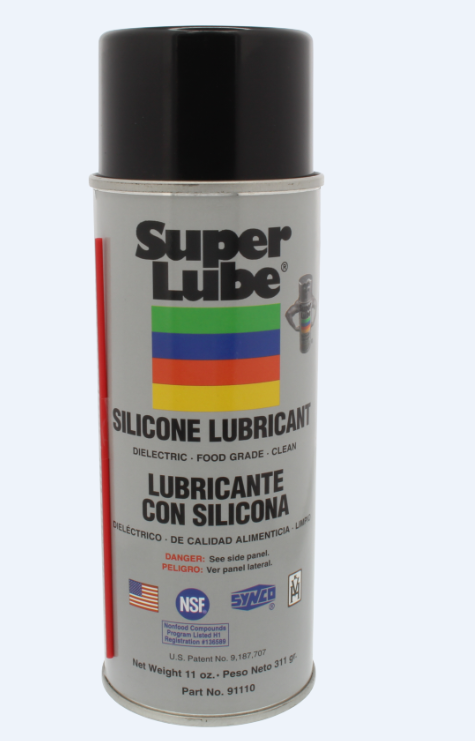 Super
Lube®
SILICONE LUBRICANT
DIELECTRIC - FOOD GRADE - CLEAN
LUBRICANTE
CON SILICONA
DIELÉCTRICO - DE CALIDAD ALIMENTICIA - LIMPIO
DANGER: See side panel.
PELIGRO: Ver panel lateral.
NSF SYNCO®
Nonfood Compounds
Program Listed H1
Registration #136589
U.S. Patent No. 9,187,707
Net Weight 11 oz. - Peso Neto 311 gr.
Part No. 91110